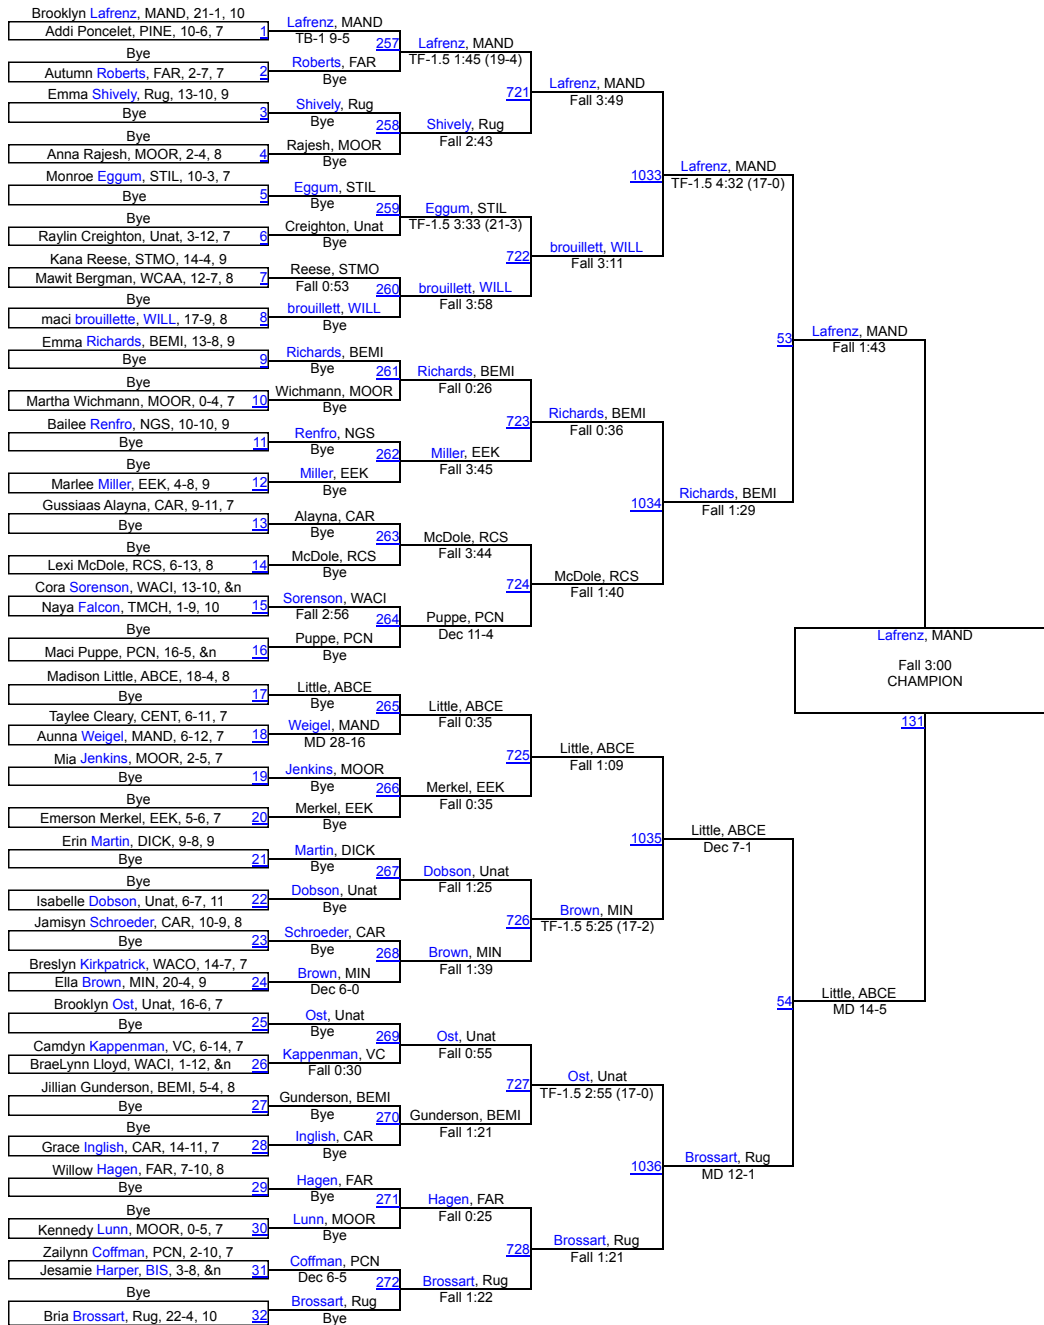 Brooklyn Lafrenz, MAND, 21-1, 10
Addi Poncelet, PINE, 10-6, 7
1
Bye
Autumn Roberts, FAR, 2-7, 7
2
Emma Shively, Rug, 13-10, 9
Bye
3
Bye
Anna Rajesh, MOOR, 2-4, 8
4
Monroe Eggum, STIL, 10-3, 7
Bye
5
Bye
Raylin Creighton, Unat, 3-12, 7
6
Kana Reese, STMO, 14-4, 9
Mawit Bergman, WCAA, 12-7, 8
7
Bye
maci brouillette, WILL, 17-9, 8
8
Emma Richards, BEMI, 13-8, 9
Bye
9
Bye
Martha Wichmann, MOOR, 0-4, 7
10
Bailee Renfro, NGS, 10-10, 9
Bye
11
Bye
Marlee Miller, EEK, 4-8, 9
12
Gussiaas Alayna, CAR, 9-11, 7
Bye
13
Bye
Lexi McDole, RCS, 6-13, 8
14
Cora Sorenson, WACI, 13-10, &n
Naya Falcon, TMCH, 1-9, 10
15
Bye
Maci Puppe, PCN, 16-5, &n
16
Madison Little, ABCE, 18-4, 8
Bye
17
Taylee Cleary, CENT, 6-11, 7
Aunna Weigel, MAND, 6-12, 7
18
Mia Jenkins, MOOR, 2-5, 7
Bye
19
Bye
Emerson Merkel, EEK, 5-6, 7
20
Erin Martin, DICK, 9-8, 9
Bye
21
Bye
Isabelle Dobson, Unat, 6-7, 11
22
Jamisyn Schroeder, CAR, 10-9, 8
Bye
23
Breslyn Kirkpatrick, WACO, 14-7, 7
Ella Brown, MIN, 20-4, 9
24
Brooklyn Ost, Unat, 16-6, 7
Bye
25
Camdyn Kappenman, VC, 6-14, 7
BraeLynn Lloyd, WACI, 1-12, &n
26
Jillian Gunderson, BEMI, 5-4, 8
Bye
27
Bye
Grace Inglish, CAR, 14-11, 7
28
Willow Hagen, FAR, 7-10, 8
Bye
29
Bye
Kennedy Lunn, MOOR, 0-5, 7
30
Zailynn Coffman, PCN, 2-10, 7
Jesamie Harper, BIS, 3-8, &n
31
Bye
Bria Brossart, Rug, 22-4, 10
32
Lafrenz, MAND
TB-1 9-5
257
Roberts, FAR
Bye
Shively, Rug
Bye
258
Rajesh, MOOR
Bye
Eggum, STIL
Bye
259
Creighton, Unat
Bye
Reese, STMO
Fall 0:53
260
brouillett, WILL
Bye
Richards, BEMI
Bye
261
Wichmann, MOOR
Bye
Renfro, NGS
Bye
262
Miller, EEK
Bye
Alayna, CAR
Bye
263
McDole, RCS
Bye
Sorenson, WACI
Fall 2:56
264
Puppe, PCN
Bye
Little, ABCE
Bye
265
Weigel, MAND
MD 28-16
Jenkins, MOOR
Bye
266
Merkel, EEK
Bye
Martin, DICK
Bye
267
Dobson, Unat
Bye
Schroeder, CAR
Bye
268
Brown, MIN
Dec 6-0
Ost, Unat
Bye
269
Kappenman, VC
Fall 0:30
Gunderson, BEMI
Bye
270
Inglish, CAR
Bye
Hagen, FAR
Bye
271
Lunn, MOOR
Bye
Coffman, PCN
Dec 6-5
272
Brossart, Rug
Bye
Lafrenz, MAND
TF-1.5 1:45 (19-4)
721
Shively, Rug
Fall 2:43
Eggum, STIL
TF-1.5 3:33 (21-3)
722
brouillett, WILL
Fall 3:58
Richards, BEMI
Fall 0:26
723
Miller, EEK
Fall 3:45
McDole, RCS
Fall 3:44
724
Puppe, PCN
Dec 11-4
Little, ABCE
Fall 0:35
725
Merkel, EEK
Fall 0:35
Dobson, Unat
Fall 1:25
726
Brown, MIN
Fall 1:39
Ost, Unat
Fall 0:55
727
Gunderson, BEMI
Fall 1:21
Hagen, FAR
Fall 0:25
728
Brossart, Rug
Fall 1:22
Lafrenz, MAND
Fall 3:49
1033
brouillett, WILL
Fall 3:11
Richards, BEMI
Fall 0:36
1034
McDole, RCS
Fall 1:40
Little, ABCE
Fall 1:09
1035
Brown, MIN
TF-1.5 5:25 (17-2)
Ost, Unat
TF-1.5 2:55 (17-0)
1036
Brossart, Rug
Fall 1:21
Lafrenz, MAND
TF-1.5 4:32 (17-0)
53
Richards, BEMI
Fall 1:29
Little, ABCE
Dec 7-1
54
Brossart, Rug
MD 12-1
Lafrenz, MAND
Fall 1:43
Little, ABCE
MD 14-5
Lafrenz, MAND
Fall 3:00
CHAMPION
131